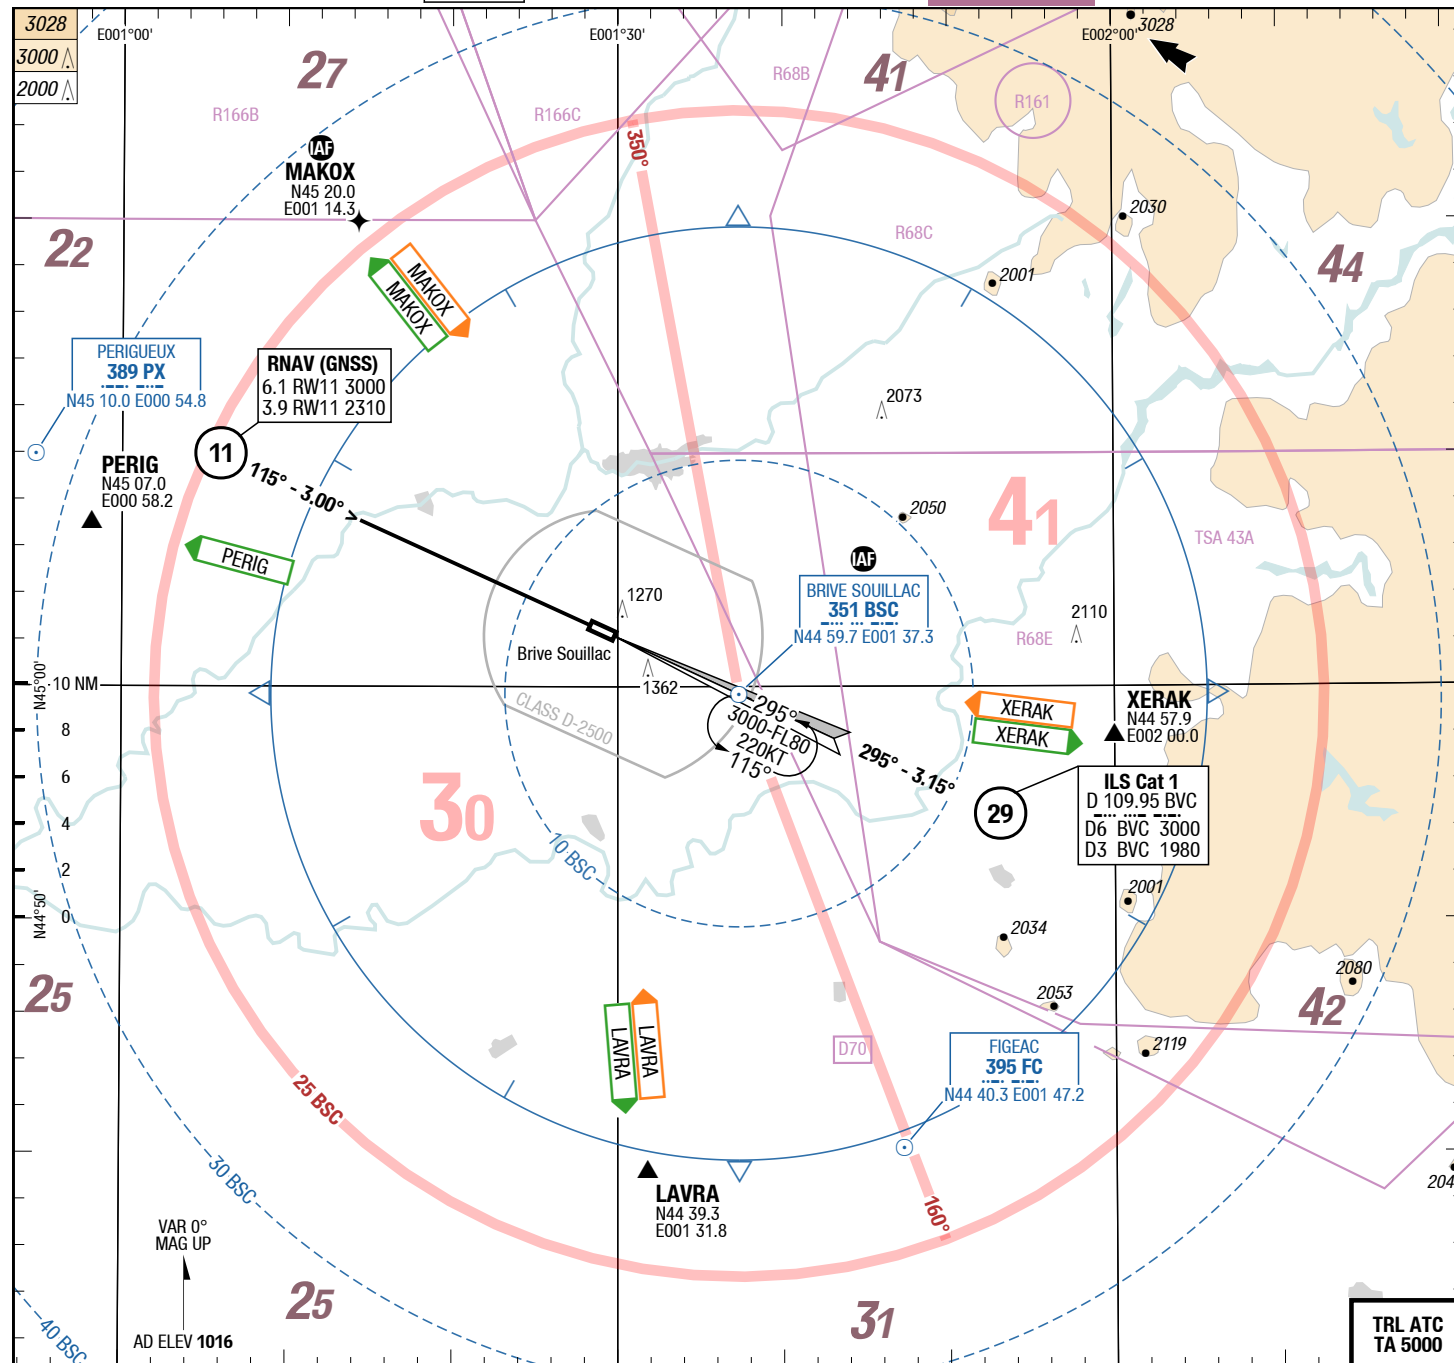 3028
3000
2000
E001°00'
E001°30'
E002°00'
3028
27
41
R68B
R161
R166B
R166C
350°
IAF
MAKOX
N45 20.0
E001 14.3
2030
R68C
22
44
2001
MAKOX
MAKOX
PERIGUEUX
389 PX
N45 10.0 E000 54.8
RNAV (GNSS)
6.1 RW11 3000
3.9 RW11 2310
2073
11
115° - 3.00°
PERIG
N45 07.0
E000 58.2
2050
41
TSA 43A
PERIG
IAF
BRIVE SOUILLAC
351 BSC
N44 59.7 E001 37.3
1270
2110
R68E
Brive Souillac
1362
N45°00'
10 NM
8
6
4
2
0
N44°50'
CLASS D-2500
295°
3000-FL80
220KT
115°
XERAK
XERAK
XERAK
N44 57.9
E002 00.0
295° - 3.15°
29
ILS Cat 1
D 109.95 BVC
D6 BVC 3000
D3 BVC 1980
30
10 BSC
2001
2034
2080
2053
25
42
2119
LAVRA
LAVRA
D70
FIGEAC
395 FC
N44 40.3 E001 47.2
25 BSC
30 BSC
204
LAVRA
N44 39.3
E001 31.8
160°
VAR 0°
MAG UP
25
31
AD ELEV 1016
40 BSC
TRL ATC
TA 5000